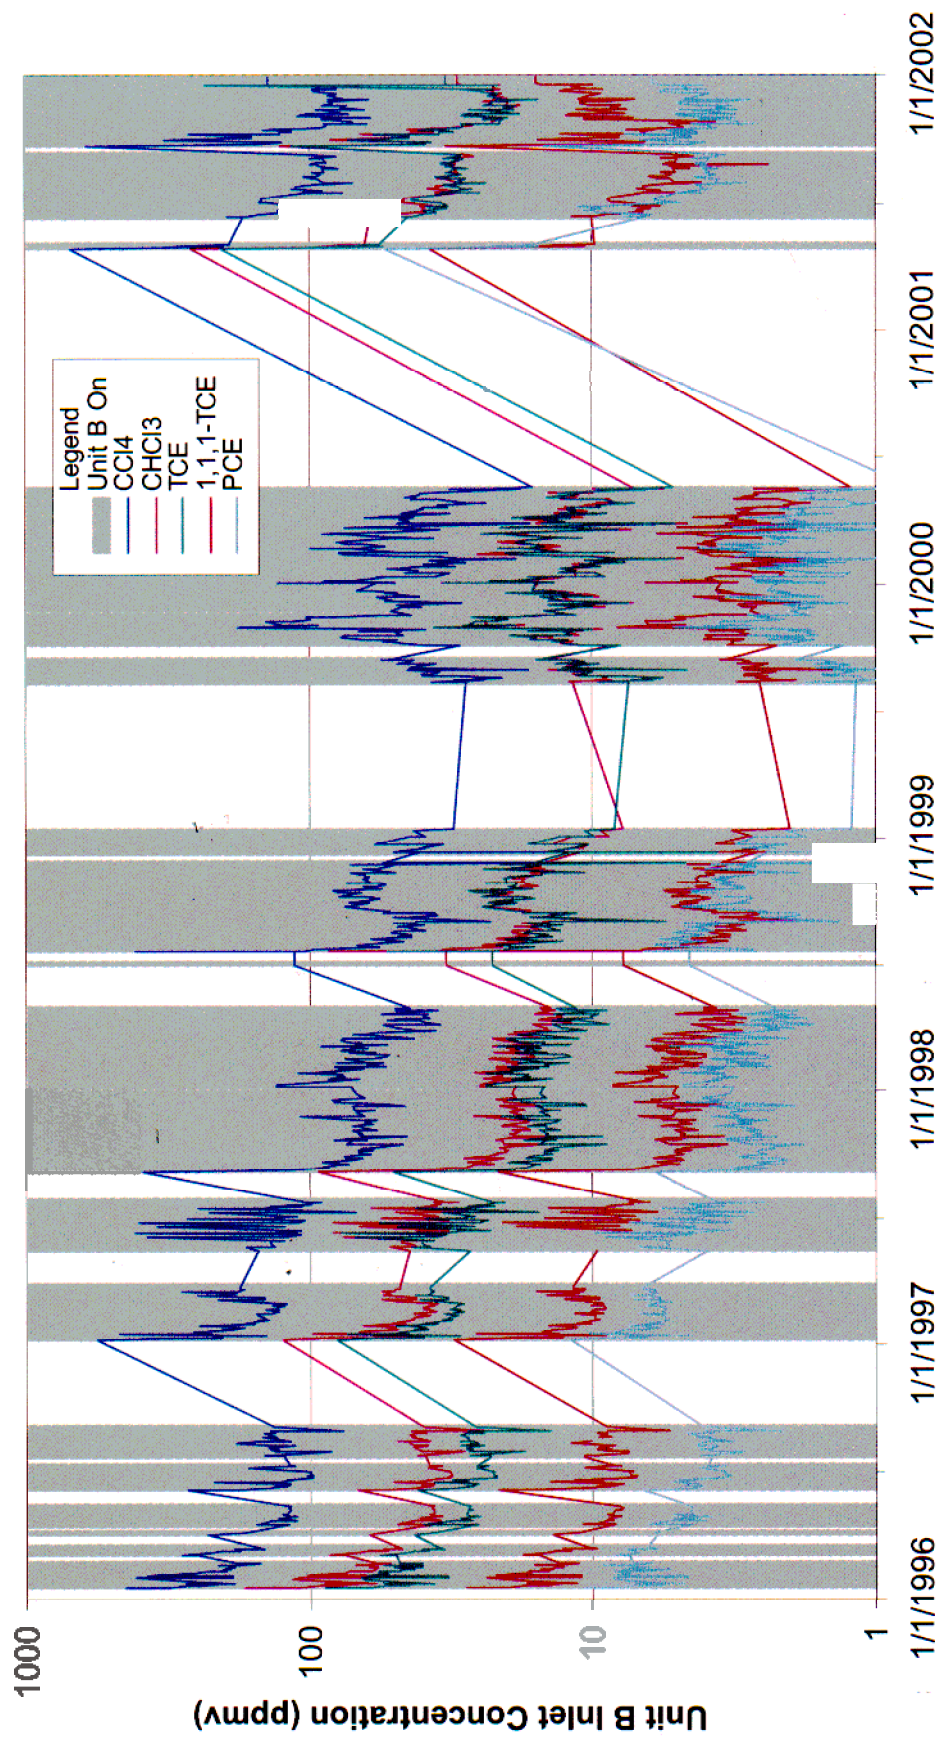 Legend
Unit B On
CCl4
CHCl3
TCE
1,1,1-TCE
PCE
1000
100
10
1
Unit B Inlet Concentration (ppmv)
1/1/1996
1/1/1997
1/1/1998
1/1/1999
1/1/2000
1/1/2001
1/1/2002